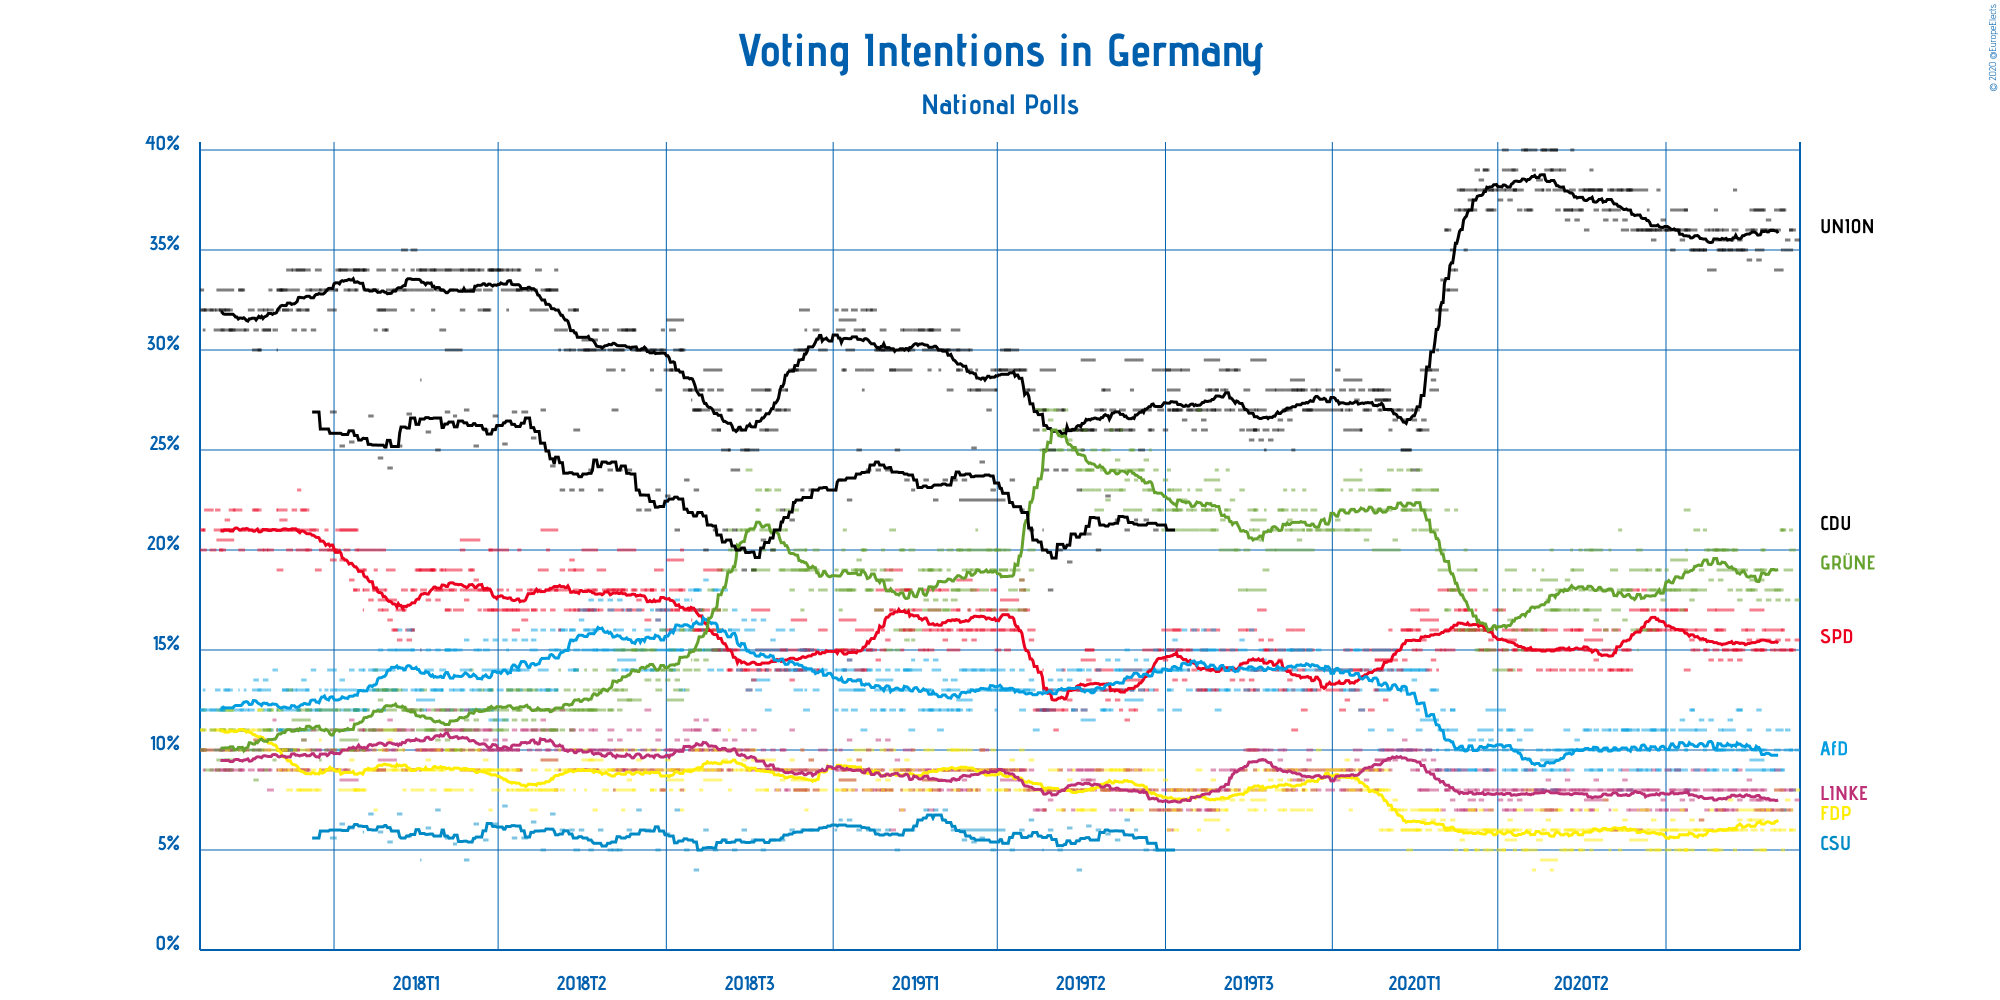 Voting Intentions in Germany
National Polls
© 2020 @EuropeElects
40%
35%
30%
25%
20%
15%
10%
5%
0%
UNION
CDU
GRÜNE
SPD
AfD
LINKE
FDP
CSU
2018T1
2018T2
2018T3
2019T1
2019T2
2019T3
2020T1
2020T2